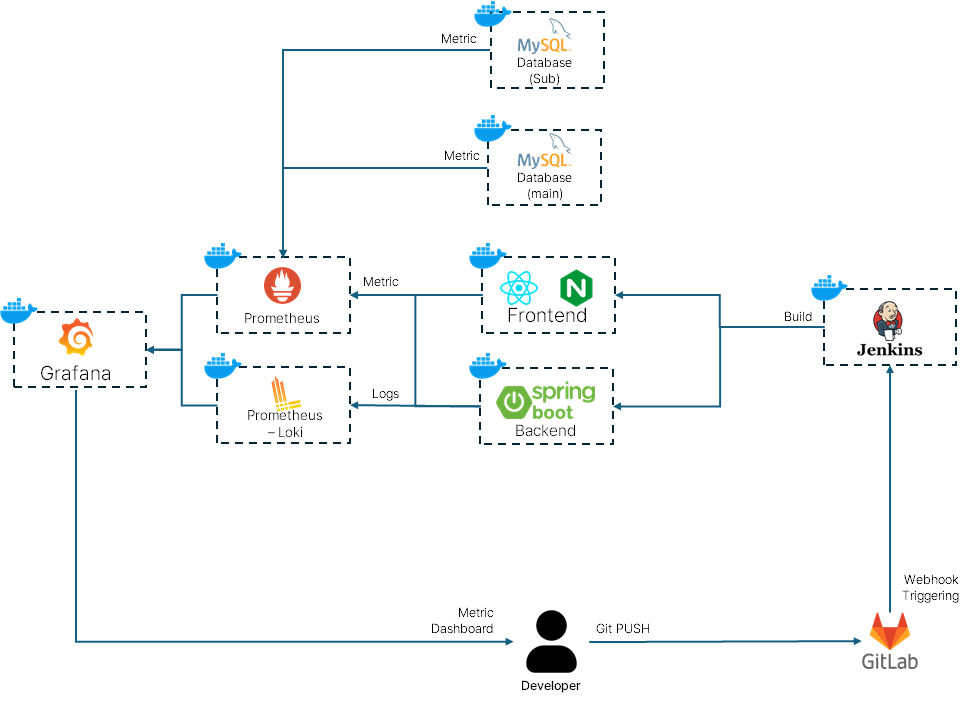 Metric
MySQL
Database
(Sub)
Metric
MySQL
Database
(main)
Prometheus
Metric
Frontend
Build
Jenkins
Grafana
Prometheus
– Loki
Logs
spring
boot
Backend
Webhook
Triggering
Metric
Dashboard
Git PUSH
Developer
GitLab